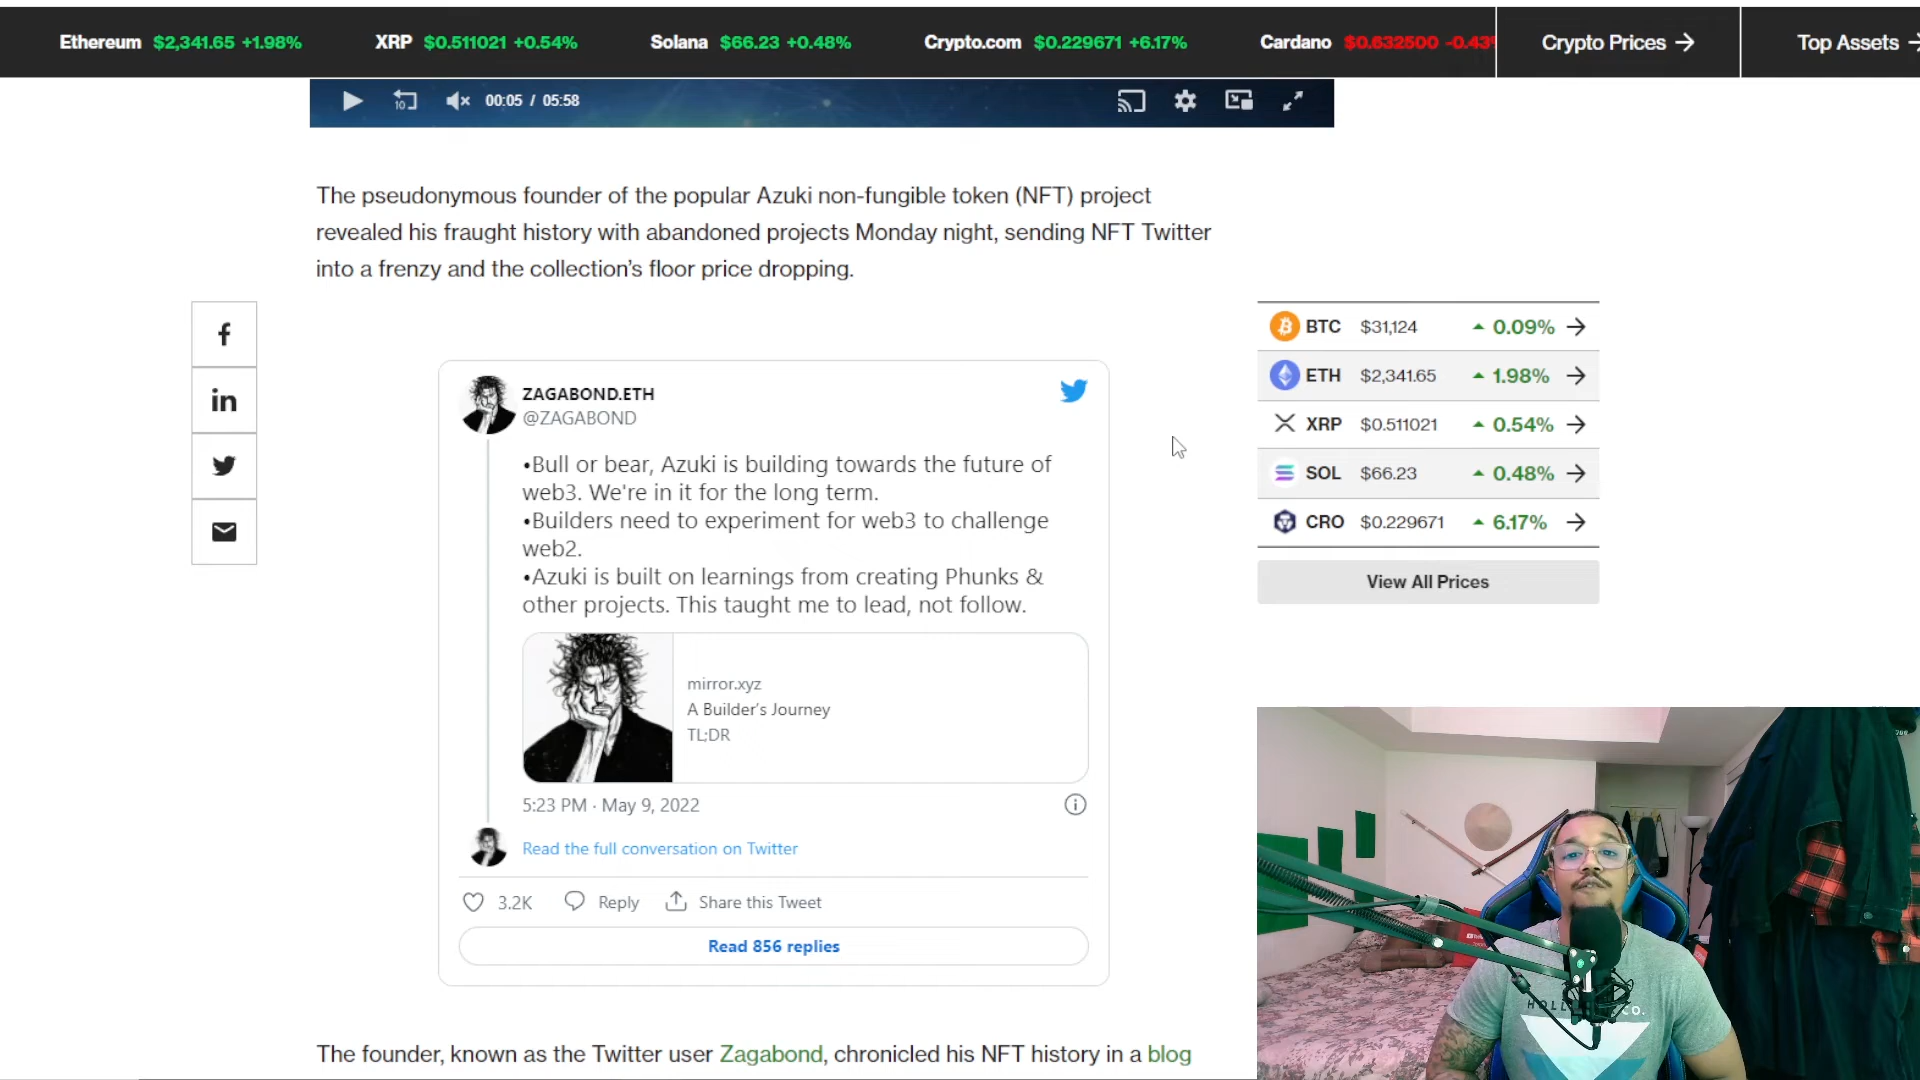 Ethereum $2,341.65 +1.98% XRP $0.511021 +0.54% Solana $66.23 +0.48% Crypto.com $0.229671 +6.17% Cardano $0.632500 -0.43 Crypto Prices → Top Assets →
10 00:05 / 05:58
The pseudonymous founder of the popular Azuki non-fungible token (NFT) project
revealed his fraught history with abandoned projects Monday night, sending NFT Twitter
into a frenzy and the collection's floor price dropping.
BTC $31,124 0.09% →
ETH $2,341.65 1.98% →
XRP $0.511021 0.54% →
SOL $66.23 0.48% →
CRO $0.229671 6.17% →
View All Prices
ZAGABOND.ETH
@ZAGABOND
•Bull or bear, Azuki is building towards the future of
web3. We're in it for the long term.
•Builders need to experiment for web3 to challenge
web2.
•Azuki is built on learnings from creating Phunks &
other projects. This taught me to lead, not follow.
mirror.xyz
A Builder's Journey
TL;DR
5:23 PM · May 9, 2022
Read the full conversation on Twitter
3.2K Reply Share this Tweet
Read 856 replies
The founder, known as the Twitter user Zagabond, chronicled his NFT history in a blog